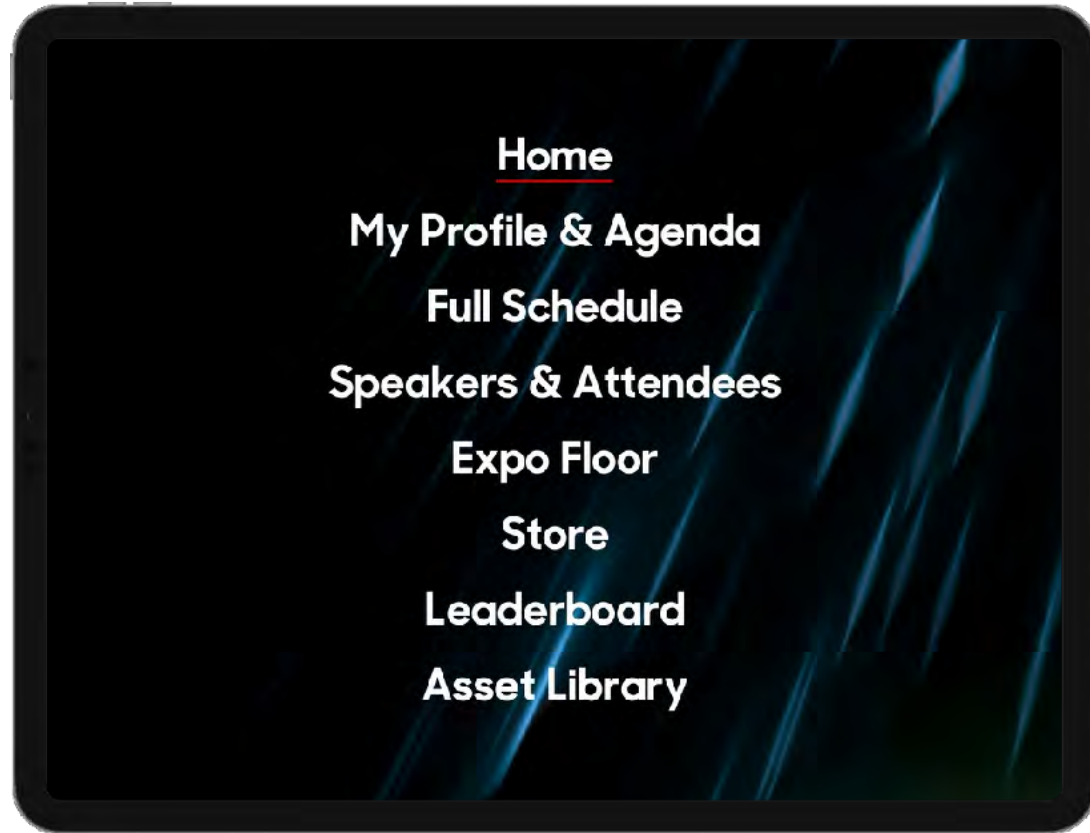 Home
My Profile & Agenda
Full Schedule
Speakers & Attendees
Expo Floor
Store
Leaderboard
Asset Library